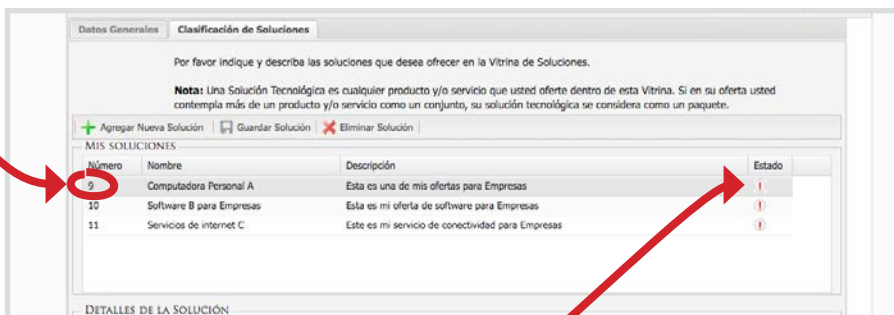 Datos Generales Clasificación de Soluciones
Por favor indique y describa las soluciones que desea ofrecer en la Vitrina de Soluciones.
Nota: Una Solución Tecnológica es cualquier producto y/o servicio que usted oferte dentro de esta Vitrina. Si en su oferta usted
contempla más de un producto y/o servicio como un conjunto, su solución tecnológica se considera como un paquete.
Agregar Nueva Solución Guardar Solución Eliminar Solución
MIS SOLUCIONES
Número Nombre Descripción Estado
9 Computadora Personal A Esta es una de mis ofertas para Empresas !
10 Software B para Empresas Esta es mi oferta de software para Empresas !
11 Servicios de internet C Este es mi servicio de conectividad para Empresas !
DETALLES DE LA SOLUCIÓN